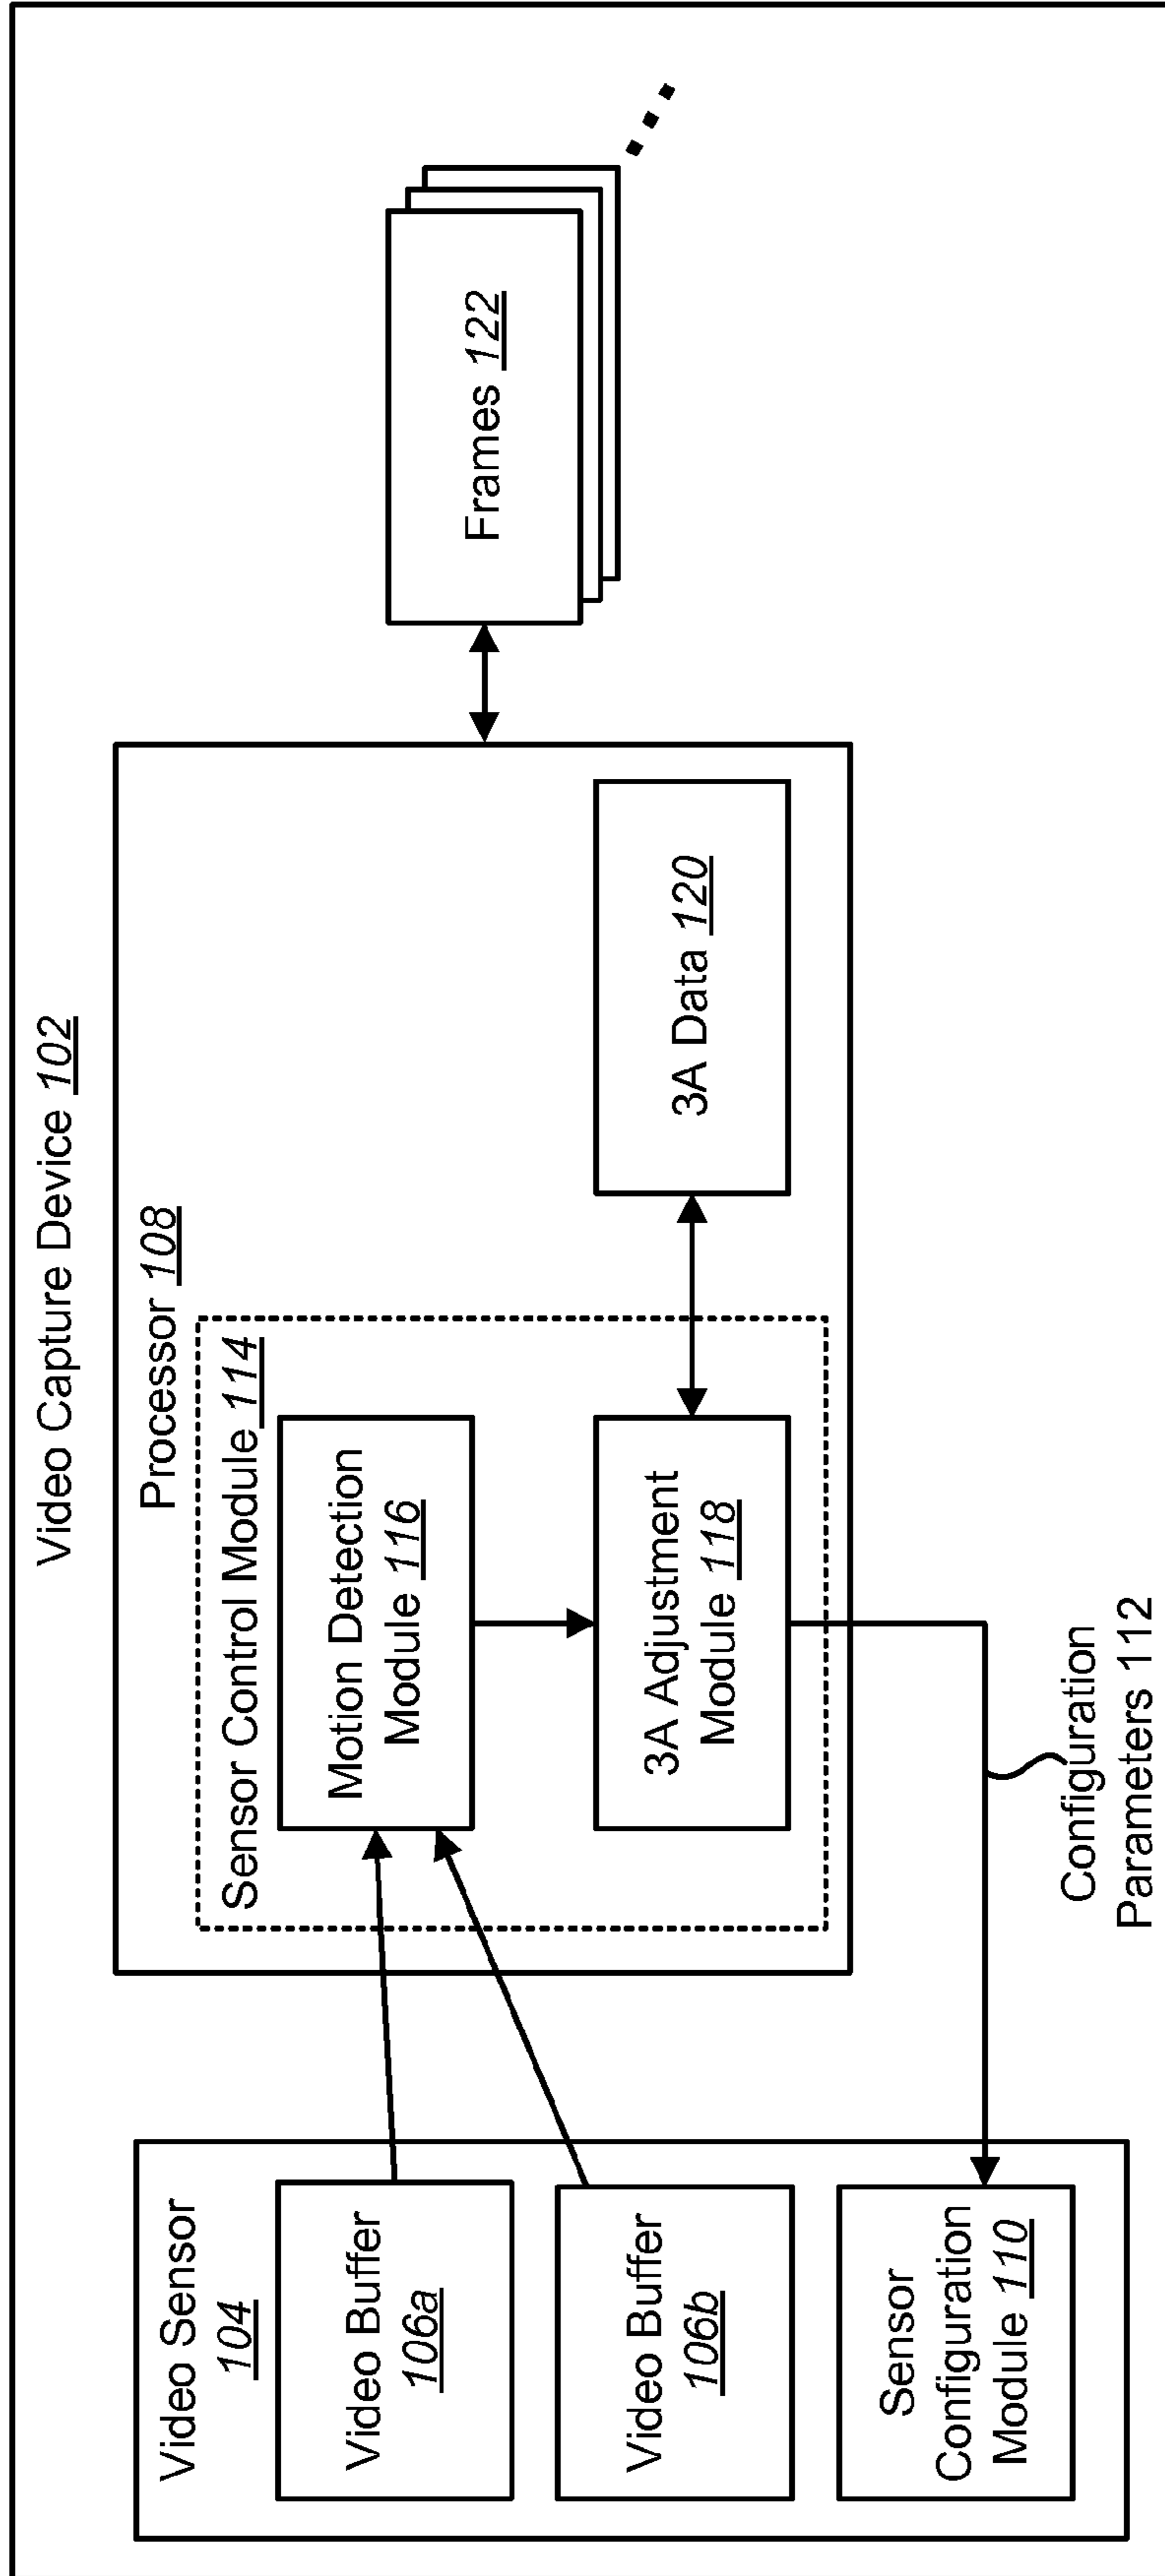 Video Capture Device 102
Video Sensor
104
Video Buffer
106a
Video Buffer
106b
Sensor
Configuration
Module 110
Processor 108
Sensor Control Module 114
Motion Detection
Module 116
3A Adjustment
Module 118
3A Data 120
Configuration
Parameters 112
Frames 122